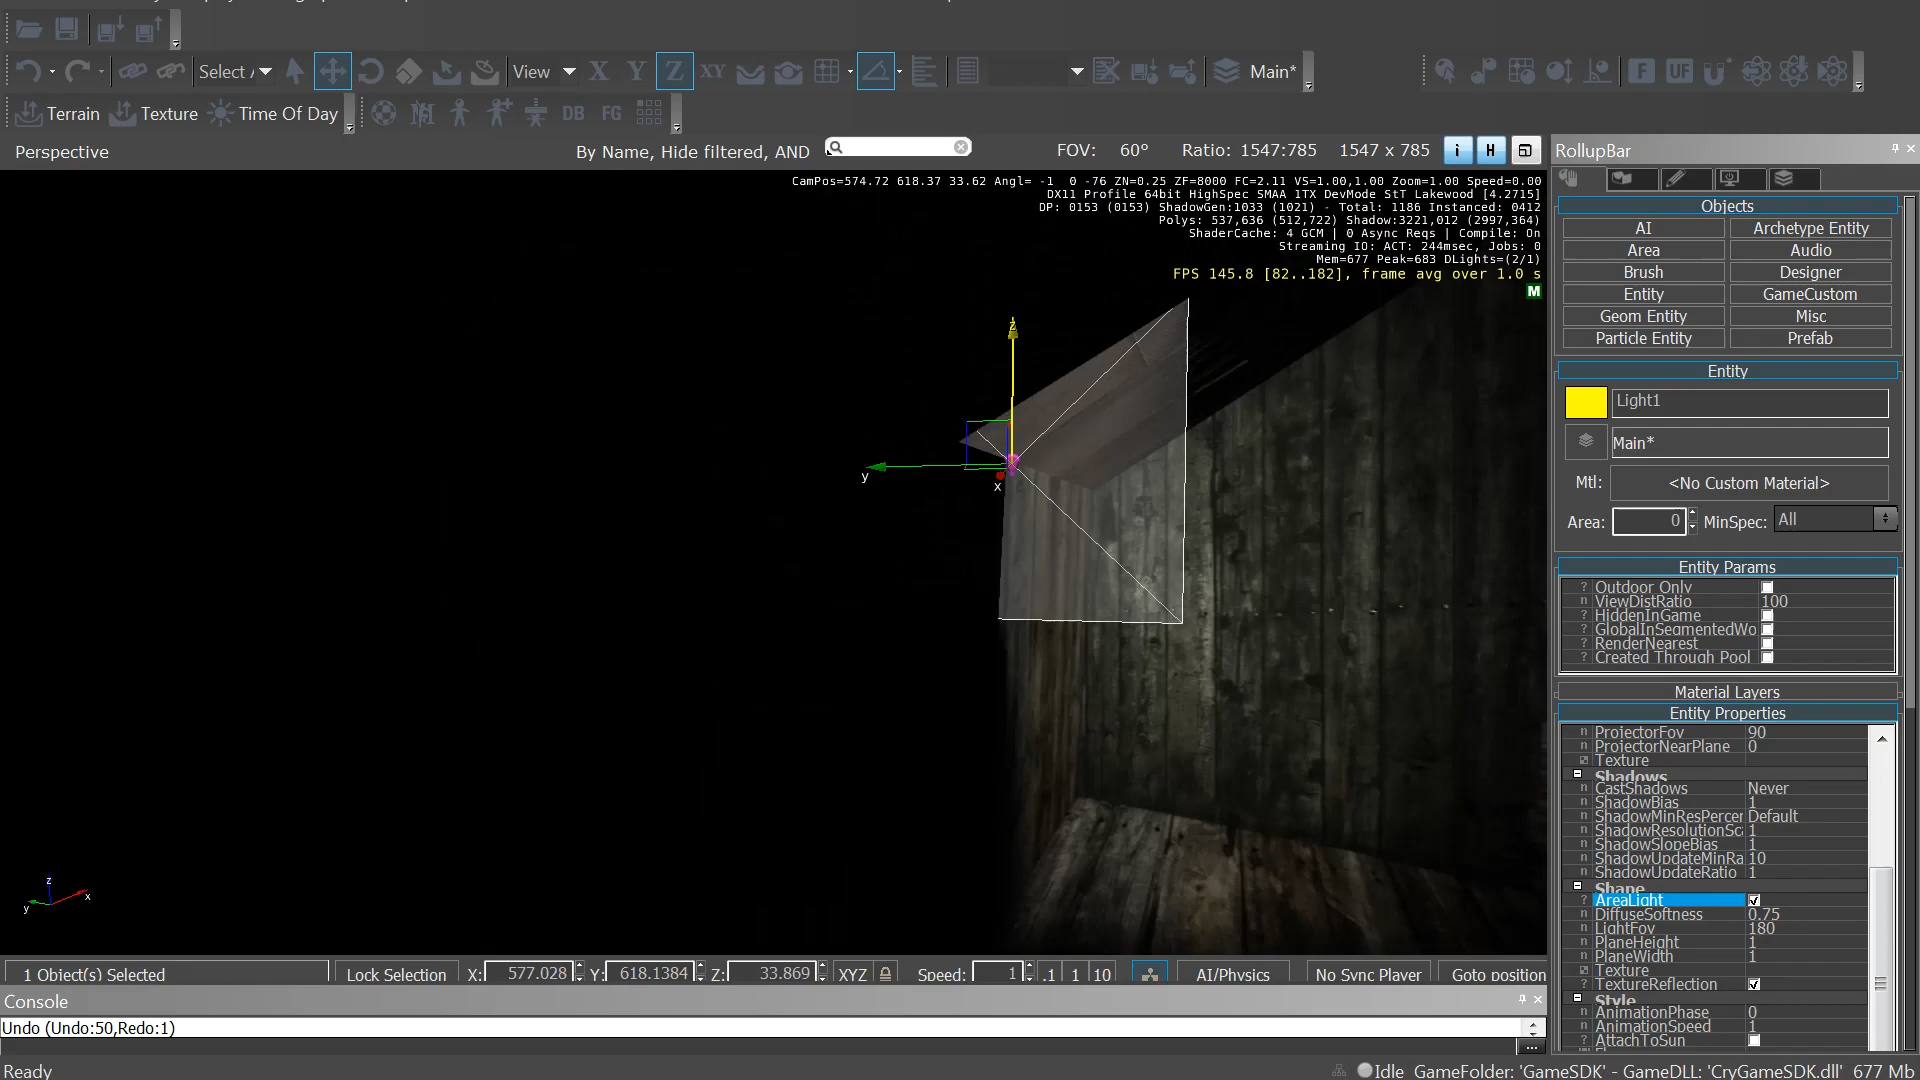 Select
View
X Y Z XY
Main*
F UF
Terrain Texture Time Of Day
DB FG
Perspective
By Name, Hide filtered, AND
FOV: 60° Ratio: 1547:785 1547 x 785
i H
CamPos=574.72 618.37 33.62 Angl= -1 0 -76 ZN=0.25 ZF=8000 FC=2.11 VS=1.00,1.00 Zoom=1.00 Speed=0.00
DX11 Profile 64bit HighSpec SMAA 1TX DevMode StT Lakewood [4.2715]
DP: 0153 (0153) ShadowGen:1033 (1021) - Total: 1186 Instanced: 0412
Polys: 537,636 (512,722) Shadow:3221,012 (2997,364)
ShaderCache: 4 GCM | 0 Async Reqs | Compile: On
Streaming IO: ACT: 244msec, Jobs: 0
Mem=677 Peak=683 DLights=(2/1)
FPS 145.8 [82..182], frame avg over 1.0 s
M
z
y
x
z
x
y
1 Object(s) Selected
Lock Selection
X: 577.028 Y: 618.1384 Z: 33.869 XYZ
Speed: 1 .1 1 10
AI/Physics
No Sync Player
Goto position
Console
Undo (Undo:50,Redo:1)
...
Ready
Idle GameFolder: 'GameSDK' - GameDLL: 'CryGameSDK.dll' 677 Mb
RollupBar
Objects
AI Archetype Entity
Area Audio
Brush Designer
Entity GameCustom
Geom Entity Misc
Particle Entity Prefab
Entity
Light1
Main*
Mtl: <No Custom Material>
Area: 0 MinSpec: All
Entity Params
Outdoor Only
ViewDistRatio 100
HiddenInGame
GlobalInSegmentedWo
RenderNearest
Created Through Pool
Material Layers
Entity Properties
ProjectorFov 90
ProjectorNearPlane 0
Texture
Shadows
CastShadows Never
ShadowBias 1
ShadowMinResPercer Default
ShadowResolutionSc 1
ShadowSlopeBias 1
ShadowUpdateMinRa 10
ShadowUpdateRatio 1
Shape
AreaLight
DiffuseSoftness 0.75
LightFov 180
PlaneHeight 1
PlaneWidth 1
Texture
TextureReflection
Style
AnimationPhase 0
AnimationSpeed 1
AttachToSun